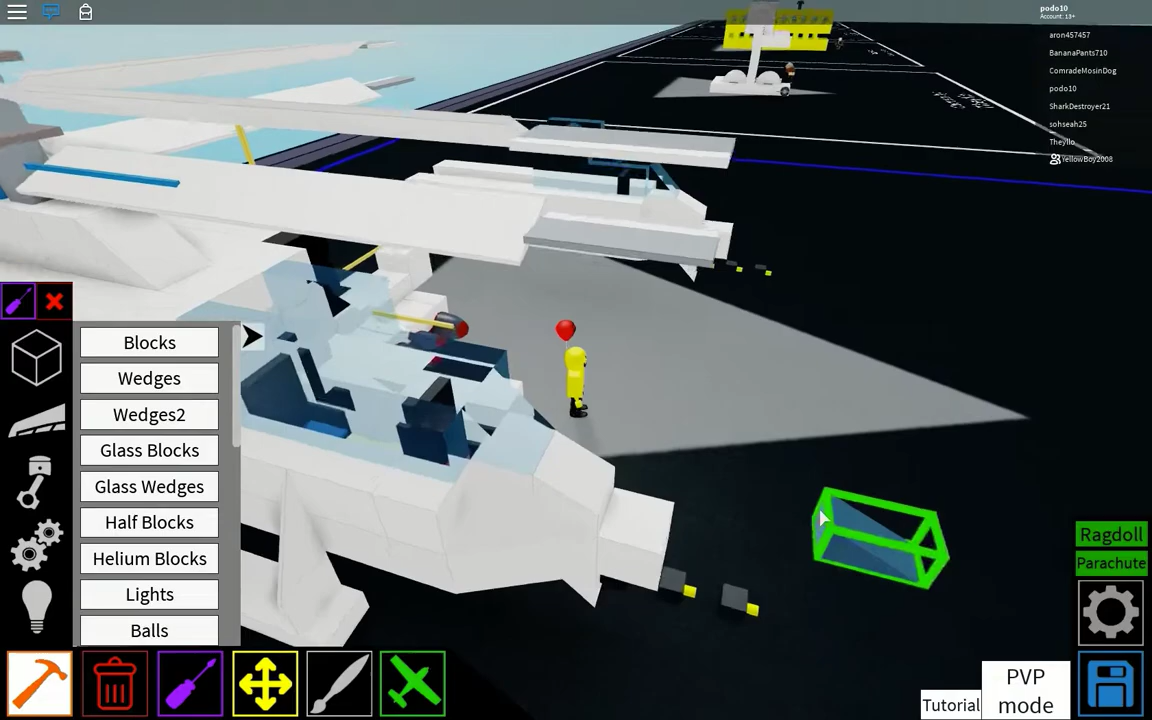 podo10
Account: 13+
aron457457
BananaPants710
ComradeMosinDog
podo10
SharkDestroyer21
sohseah25
Theyllo
YellowBoy2008
Blocks
Wedges
Wedges2
Glass Blocks
Glass Wedges
Half Blocks
Helium Blocks
Lights
Balls
Ragdoll
Parachute
Tutorial
PVP
mode